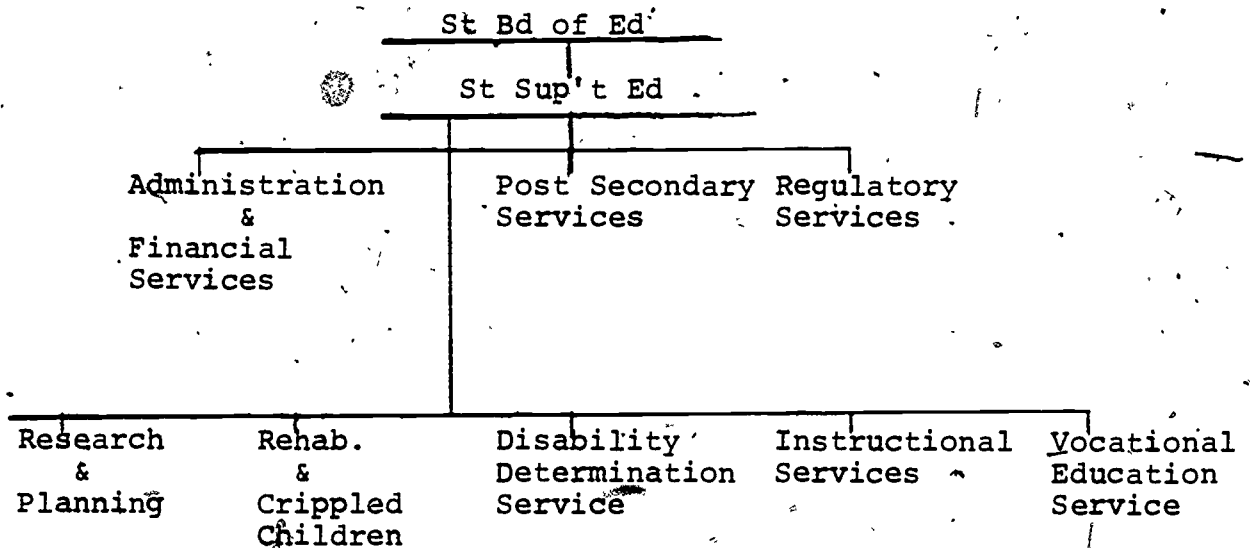 St Bd of Ed
St Sup't Ed
Administration
&
Financial
Services
Post Secondary
Services
Regulatory
Services
Research
&
Planning
Rehab.
&
Crippled
Children
Disability
Determination
Service
Instructional
Services
Vocational
Education
Service